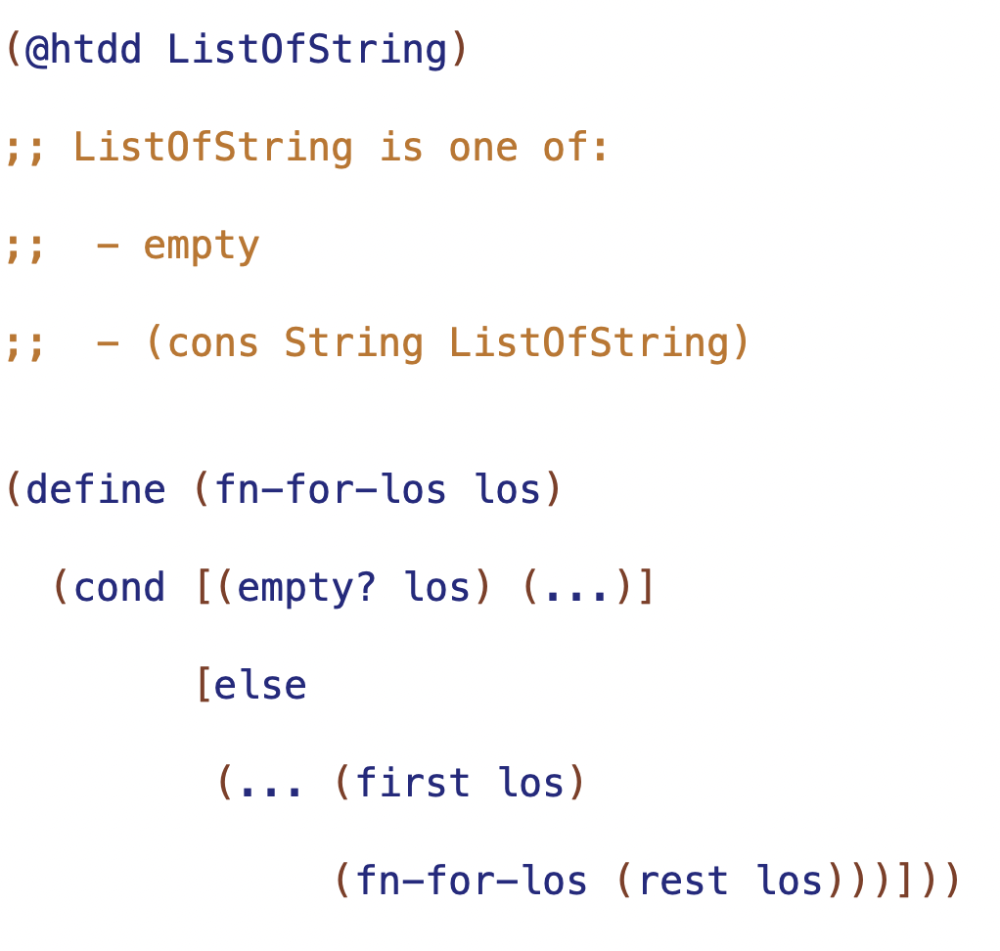 (@htdd ListOfString)
;; ListOfString is one of:
;;  - empty
;;  - (cons String ListOfString)
(define (fn-for-los los)
  (cond [(empty? los) (...)]
        [else
         (... (first los)
              (fn-for-los (rest los)))]))